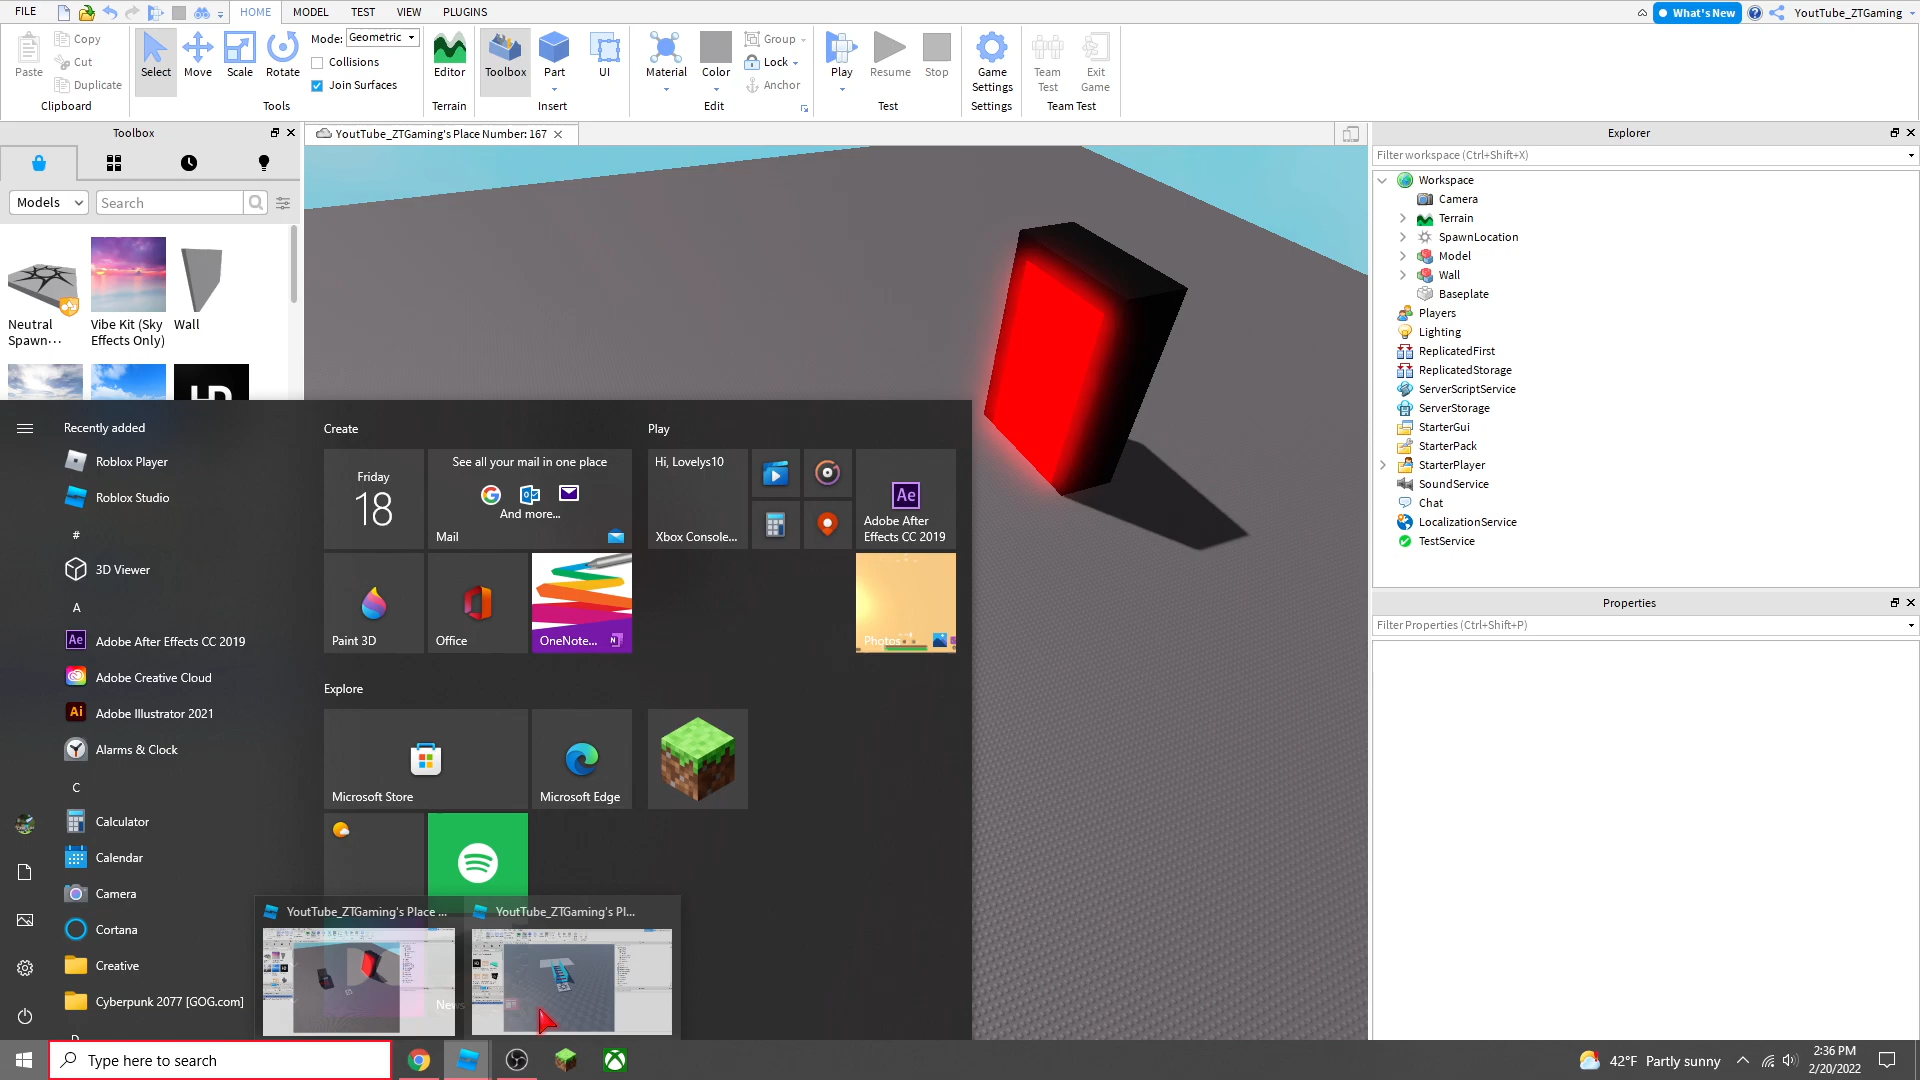 FILE
HOME
MODEL
TEST
VIEW
PLUGINS
What's New
YoutTube_ZTGaming
Paste
Copy
Cut
Duplicate
Clipboard
Select
Move
Scale
Rotate
Mode: Geometric
Collisions
Join Surfaces
Tools
Editor
Terrain
Toolbox
Part
UI
Insert
Material
Color
Group
Lock
Anchor
Edit
Play
Resume
Stop
Test
Game
Settings
Settings
Team
Test
Exit
Game
Team Test
Toolbox
YoutTube_ZTGaming's Place Number: 167
Explorer
Models
Search
Neutral
Spawn...
Vibe Kit (Sky
Effects Only)
Wall
Filter workspace (Ctrl+Shift+X)
Workspace
Camera
Terrain
SpawnLocation
Model
Wall
Baseplate
Players
Lighting
ReplicatedFirst
ReplicatedStorage
ServerScriptService
ServerStorage
StarterGui
StarterPack
StarterPlayer
SoundService
Chat
LocalizationService
TestService
Properties
Filter Properties (Ctrl+Shift+P)
Recently added
Roblox Player
Roblox Studio
#
3D Viewer
A
Adobe After Effects CC 2019
Adobe Creative Cloud
Adobe Illustrator 2021
Alarms & Clock
C
Calculator
Calendar
Camera
Cortana
Creative
Cyberpunk 2077 [GOG.com]
Create
Friday
18
See all your mail in one place
And more...
Mail
Paint 3D
Office
OneNote...
Play
Hi, Lovelys10
Xbox Console...
Ae
Adobe After
Effects CC 2019
Photos
Explore
Microsoft Store
Microsoft Edge
YoutTube_ZTGaming's Place ...
YoutTube_ZTGaming's Pl...
News
Type here to search
42°F Partly sunny
2:36 PM
2/20/2022